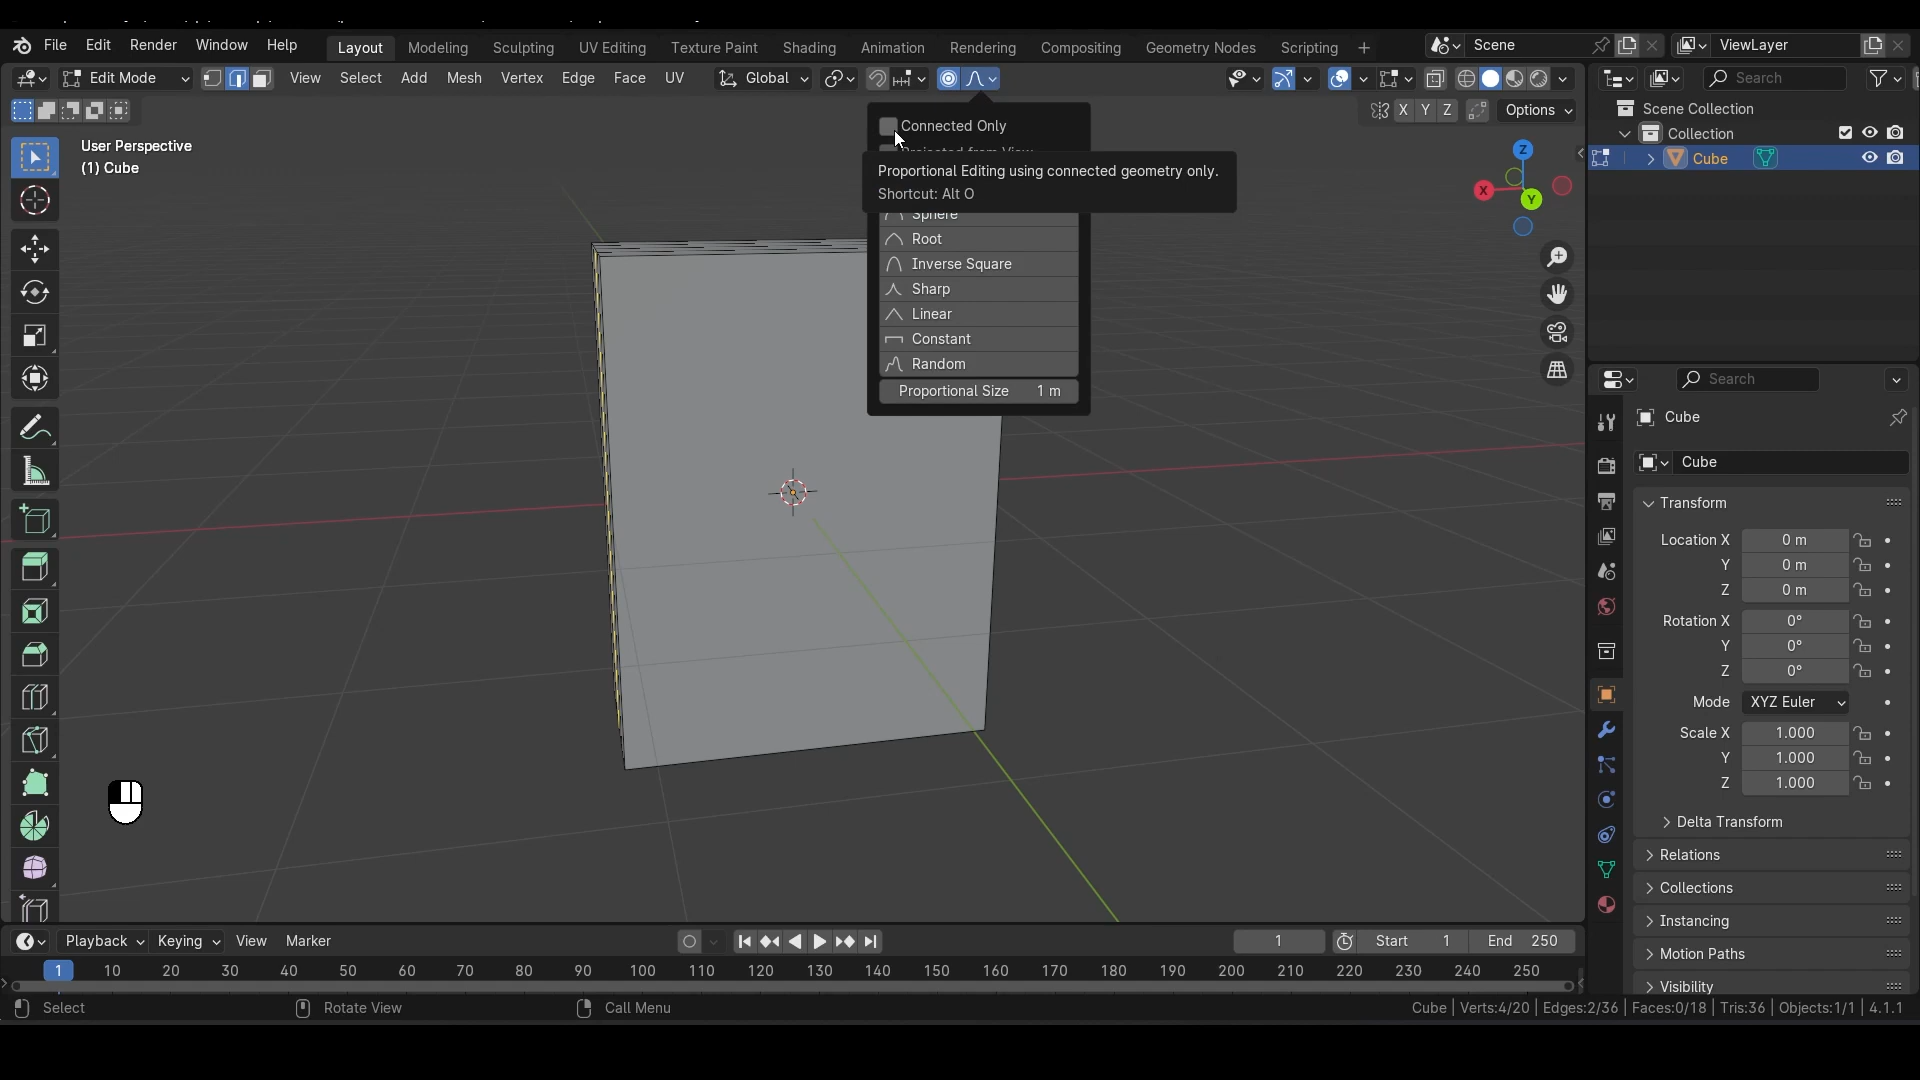 File Edit Render Window Help Layout Modeling Sculpting UV Editing Texture Paint Shading Animation Rendering Compositing Geometry Nodes Scripting + Scene ViewLayer
Edit Mode View Select Add Mesh Vertex Edge Face UV Global Search
X Y Z Options
Scene Collection
Collection
Cube
User Perspective
(1) Cube
Connected Only
Projected from View
Proportional Editing using connected geometry only.
Shortcut: Alt O
Sphere
Root
Inverse Square
Sharp
Linear
Constant
Random
Proportional Size 1 m
Z
X
Y
Search
Cube
Cube
Transform
Location X 0 m
Y 0 m
Z 0 m
Rotation X 0°
Y 0°
Z 0°
Mode XYZ Euler
Scale X 1.000
Y 1.000
Z 1.000
Delta Transform
Relations
Collections
Instancing
Motion Paths
Visibility
Playback Keying View Marker 1 Start 1 End 250
1 10 20 30 40 50 60 70 80 90 100 110 120 130 140 150 160 170 180 190 200 210 220 230 240 250
Select Rotate View Call Menu Cube | Verts:4/20 | Edges:2/36 | Faces:0/18 | Tris:36 | Objects:1/1 | 4.1.1